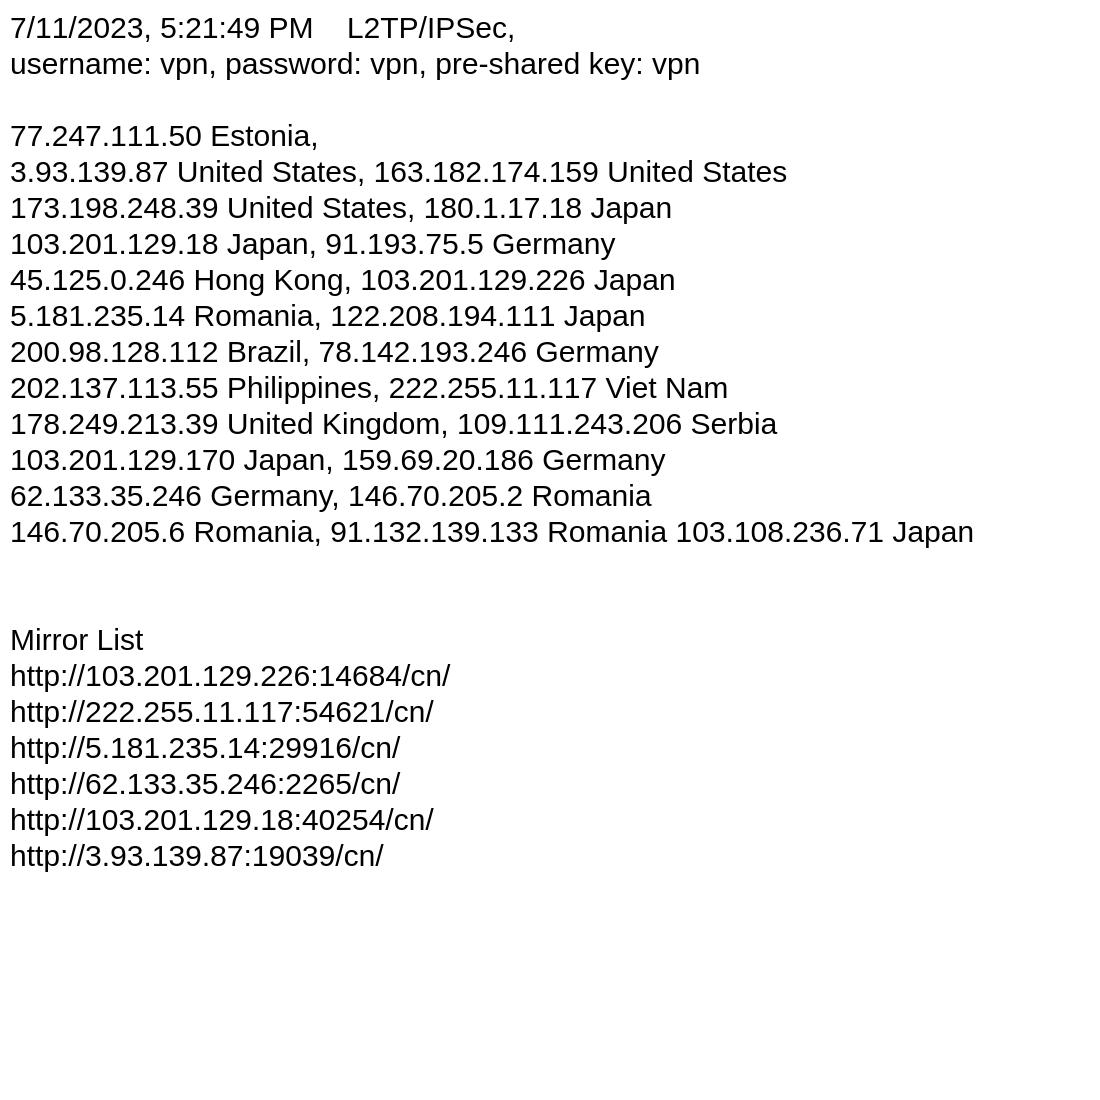 7/11/2023, 5:21:49 PM    L2TP/IPSec,
username: vpn, password: vpn, pre-shared key: vpn
77.247.111.50 Estonia,
3.93.139.87 United States, 163.182.174.159 United States
173.198.248.39 United States, 180.1.17.18 Japan
103.201.129.18 Japan, 91.193.75.5 Germany
45.125.0.246 Hong Kong, 103.201.129.226 Japan
5.181.235.14 Romania, 122.208.194.111 Japan
200.98.128.112 Brazil, 78.142.193.246 Germany
202.137.113.55 Philippines, 222.255.11.117 Viet Nam
178.249.213.39 United Kingdom, 109.111.243.206 Serbia
103.201.129.170 Japan, 159.69.20.186 Germany
62.133.35.246 Germany, 146.70.205.2 Romania
146.70.205.6 Romania, 91.132.139.133 Romania 103.108.236.71 Japan
Mirror List
http://103.201.129.226:14684/cn/
http://222.255.11.117:54621/cn/
http://5.181.235.14:29916/cn/
http://62.133.35.246:2265/cn/
http://103.201.129.18:40254/cn/
http://3.93.139.87:19039/cn/